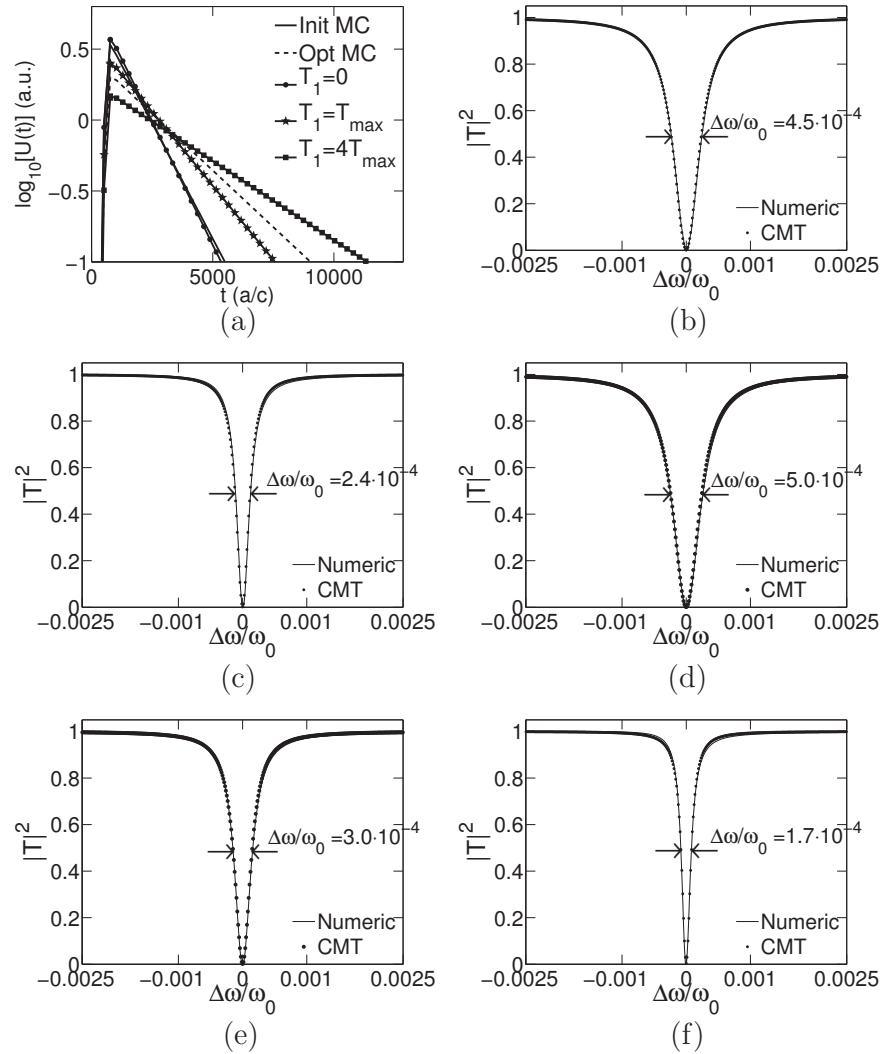 log₁₀[U(t)] (a.u.)
0.5
0
−0.5
−1
0
5000
10000
t (a/c)
Init MC
Opt MC
T₁=0
T₁=Tₘₐₓ
T₁=4Tₘₐₓ
(a)
|T|²
1
0.8
0.6
0.4
0.2
0
−0.0025
−0.001
0
0.001
0.0025
Δω/ω₀
Δω/ω₀ =4.5·10⁻⁴
Numeric
CMT
(b)
|T|²
1
0.8
0.6
0.4
0.2
0
−0.0025
−0.001
0
0.001
0.0025
Δω/ω₀
Δω/ω₀ =2.4·10⁻⁴
Numeric
CMT
(c)
|T|²
1
0.8
0.6
0.4
0.2
0
−0.0025
−0.001
0
0.001
0.0025
Δω/ω₀
Δω/ω₀ =5.0·10⁻⁴
Numeric
CMT
(d)
|T|²
1
0.8
0.6
0.4
0.2
0
−0.0025
−0.001
0
0.001
0.0025
Δω/ω₀
Δω/ω₀ =3.0·10⁻⁴
Numeric
CMT
(e)
|T|²
1
0.8
0.6
0.4
0.2
0
−0.0025
−0.001
0
0.001
0.0025
Δω/ω₀
Δω/ω₀ =1.7·10⁻⁴
Numeric
CMT
(f)